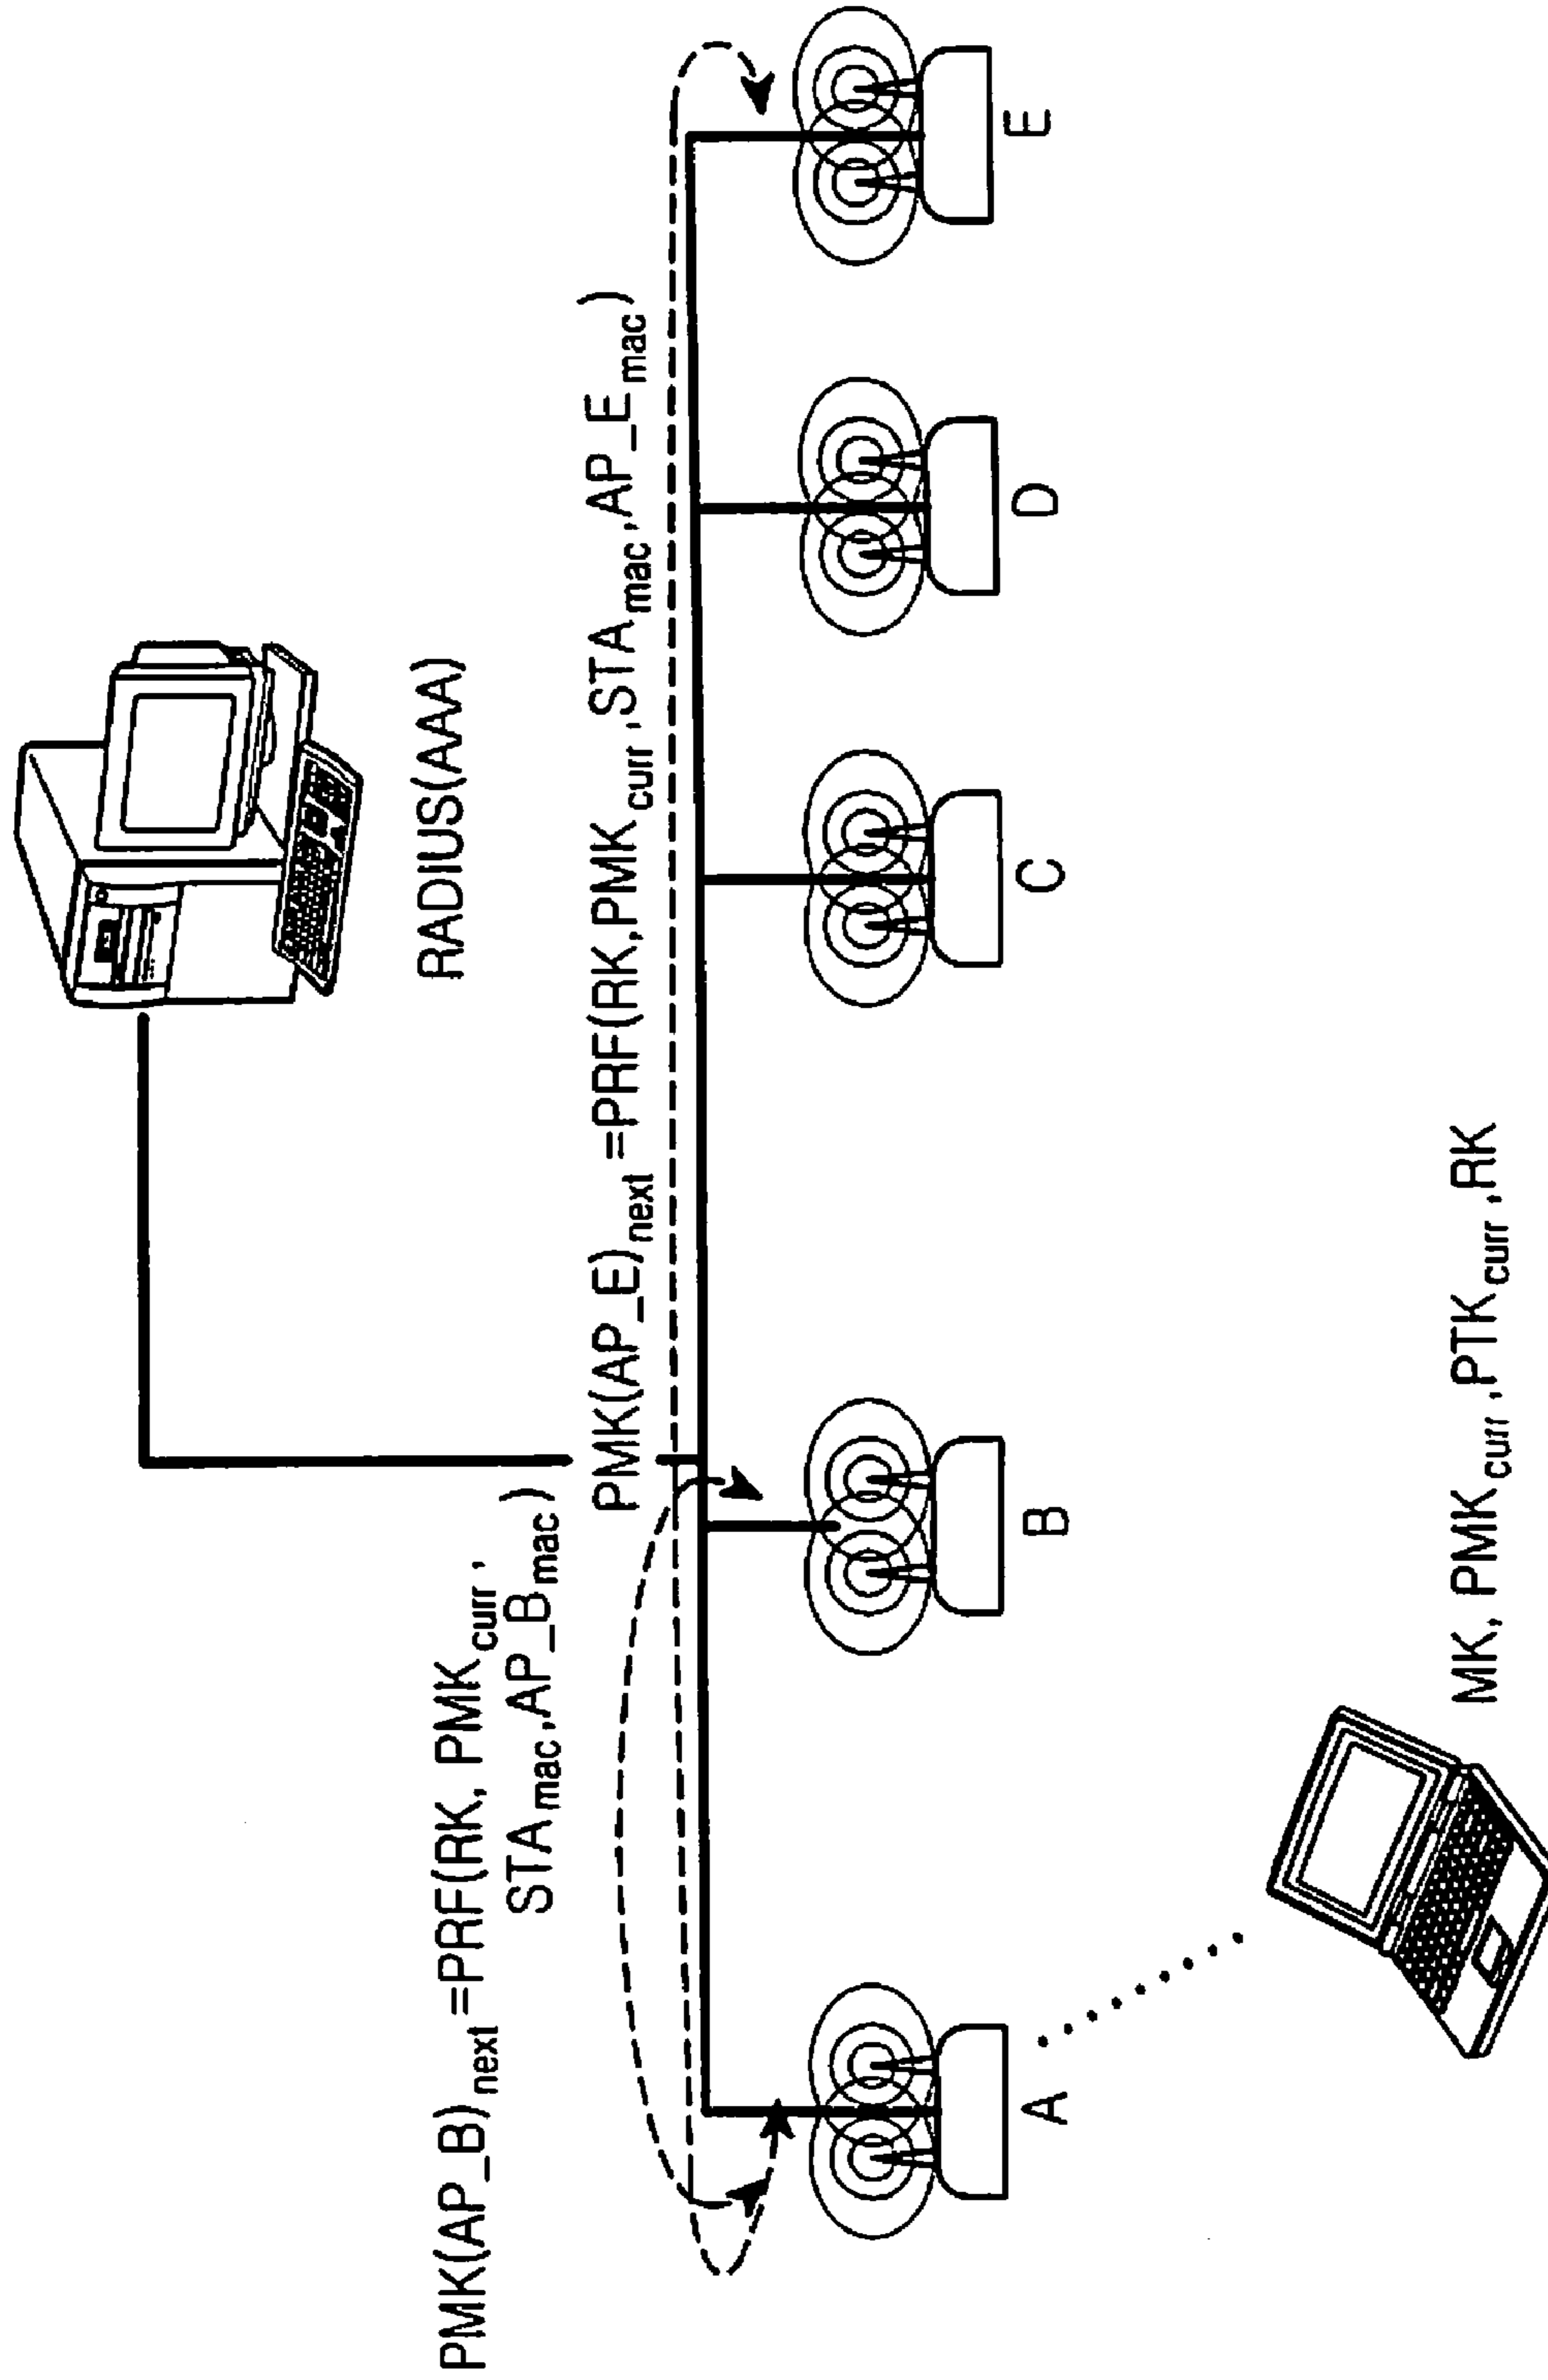 RADIUS(AAA)
PMK(AP_B)next=PRF(RK, PMKcurr,
STAmac,AP_Bmac)
PMK(AP_E)next=PRF(RK,PMKcurr,STAmac,AP_Emac)
A
B
C
D
E
MK, PMKcurr,PTKcurr,RK